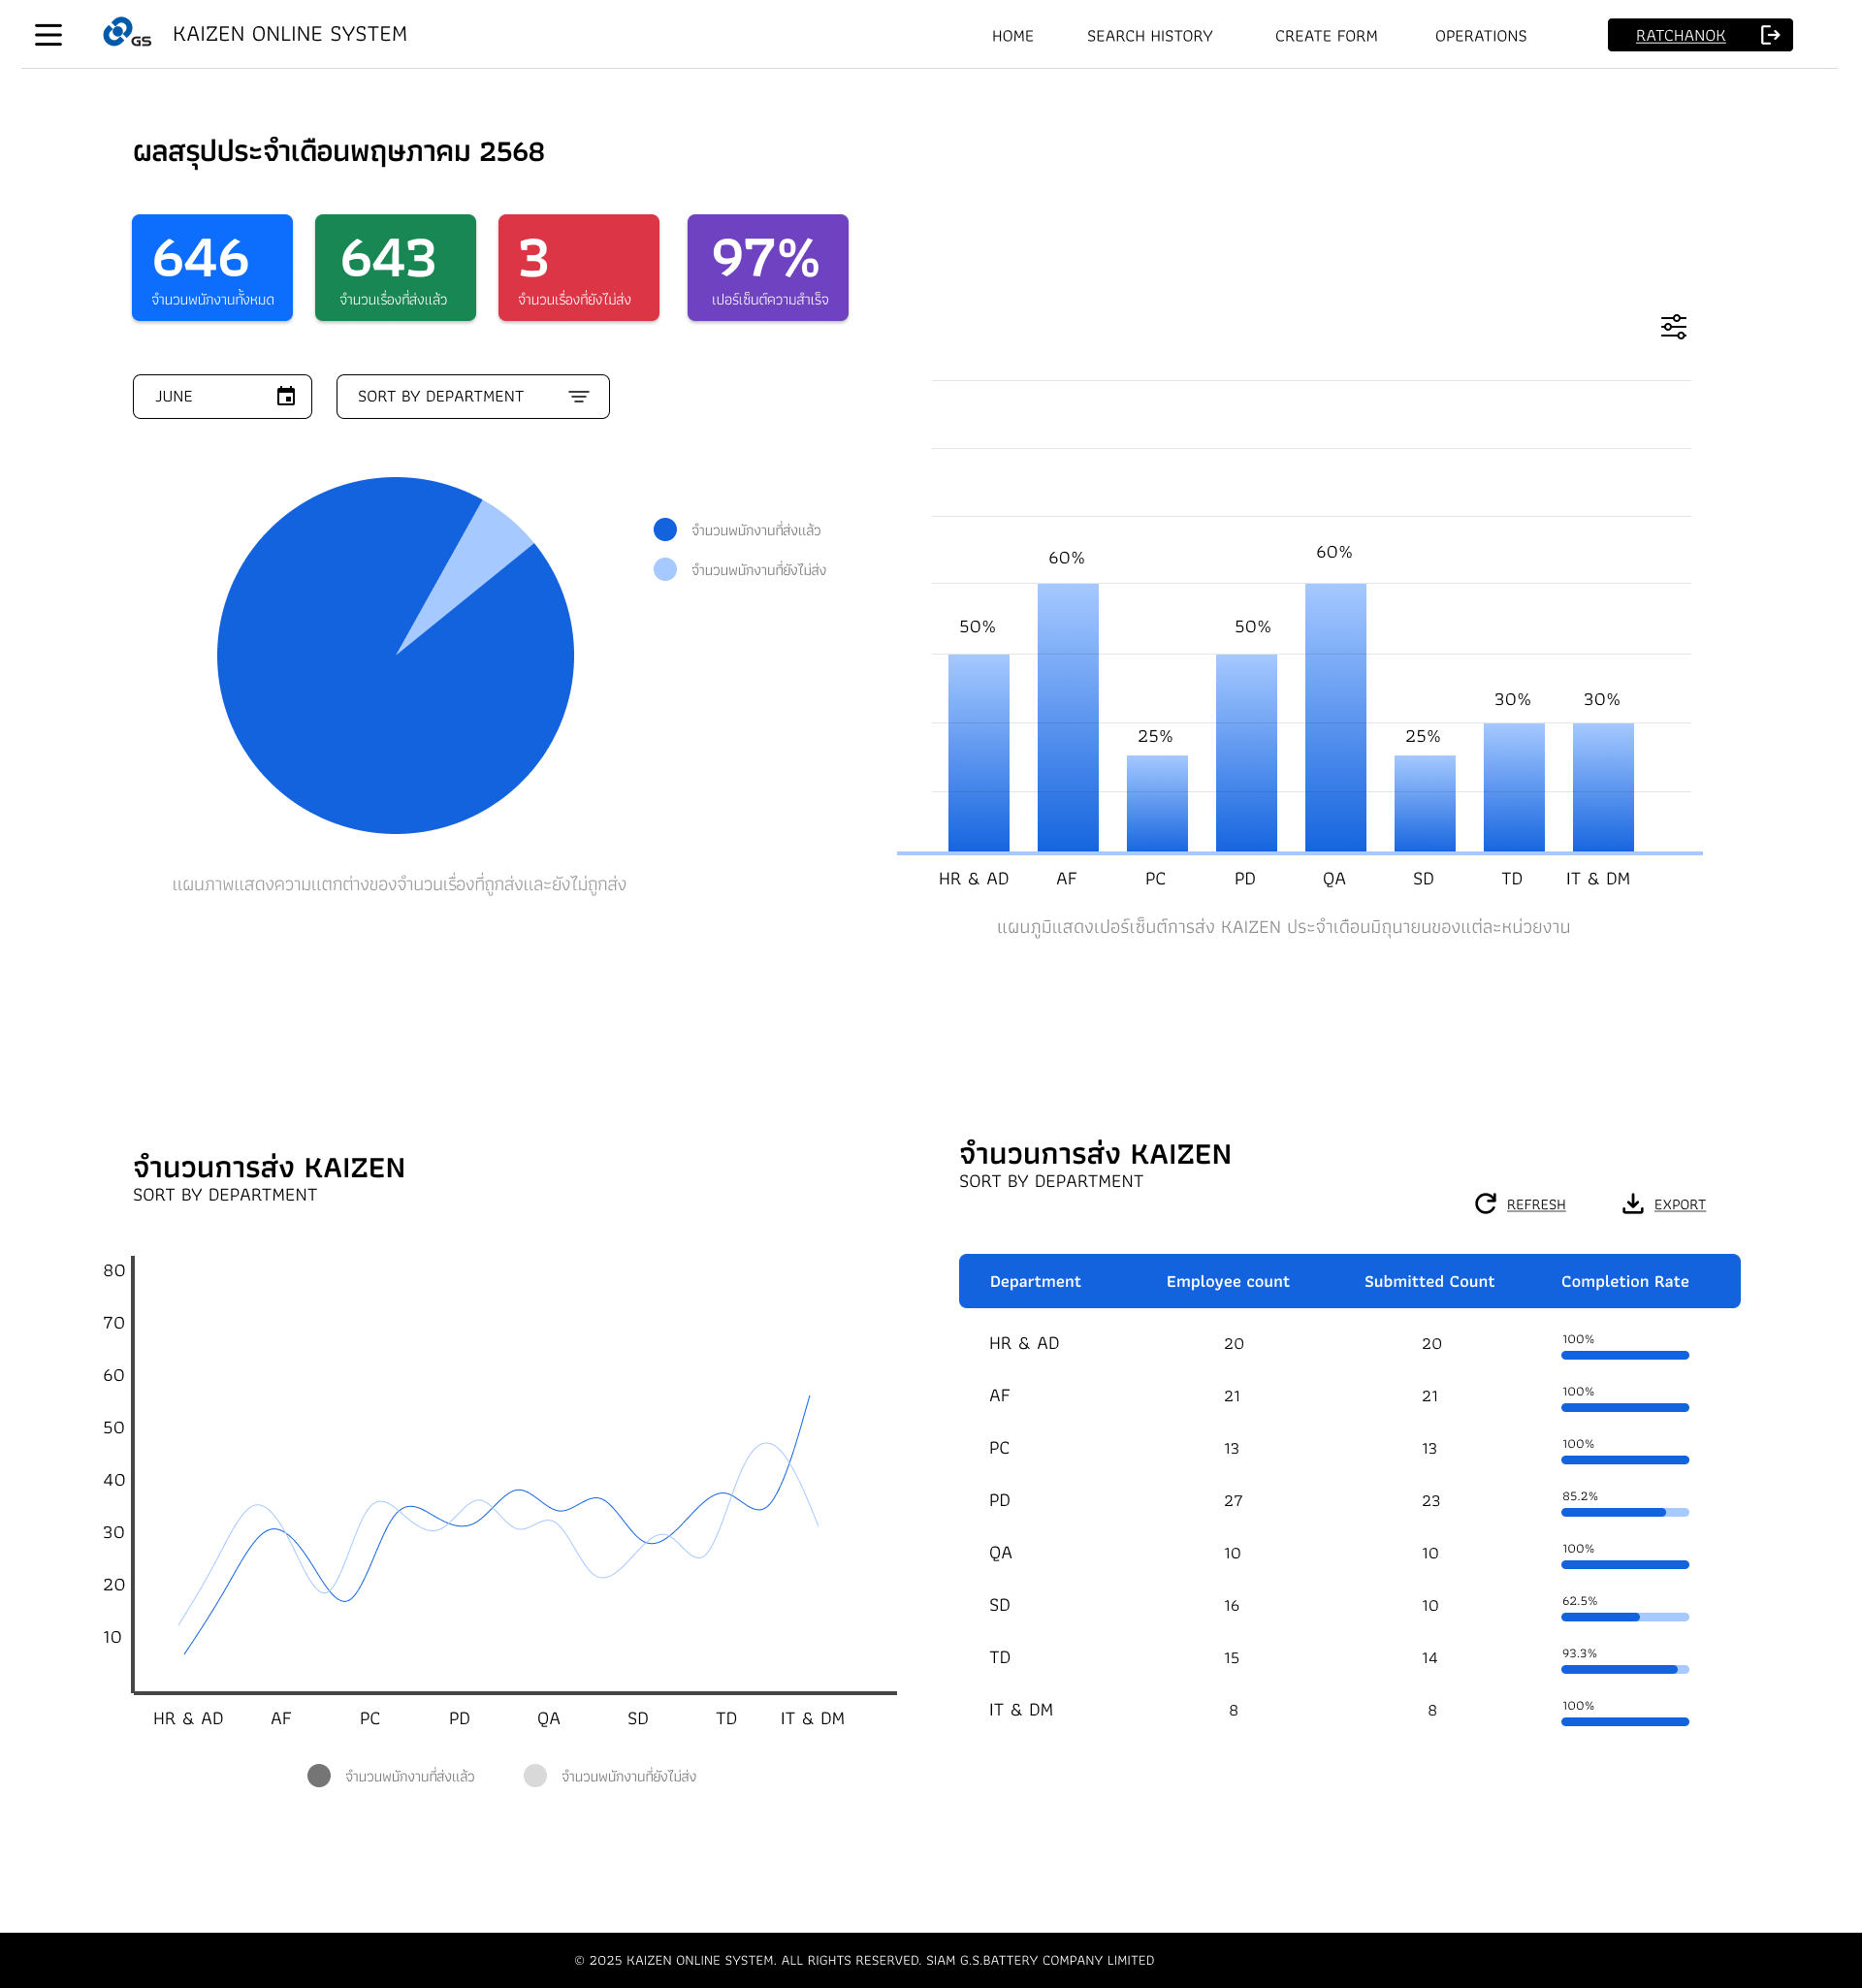 GS KAIZEN ONLINE SYSTEM
HOME SEARCH HISTORY CREATE FORM OPERATIONS RATCHANOK
ผลสรุปประจำเดือนพฤษภาคม 2568
646 643 3 97%
จำนวนพนักงานทั้งหมด จำนวนเรื่องที่ส่งแล้ว จำนวนเรื่องที่ยังไม่ส่ง เปอร์เซ็นต์ความสำเร็จ
JUNE SORT BY DEPARTMENT
จำนวนพนักงานที่ส่งแล้ว
จำนวนพนักงานที่ยังไม่ส่ง
แผนภาพแสดงความแตกต่างของจำนวนเรื่องที่ถูกส่งและยังไม่ถูกส่ง
50% 60% 25% 50% 60% 25% 30% 30%
HR & AD AF PC PD QA SD TD IT & DM
แผนภูมิแสดงเปอร์เซ็นต์การส่ง KAIZEN ประจำเดือนมิถุนายนของแต่ละหน่วยงาน
จำนวนการส่ง KAIZEN
SORT BY DEPARTMENT
80
70
60
50
40
30
20
10
HR & AD AF PC PD QA SD TD IT & DM
จำนวนพนักงานที่ส่งแล้ว จำนวนพนักงานที่ยังไม่ส่ง
จำนวนการส่ง KAIZEN
SORT BY DEPARTMENT
REFRESH EXPORT
Department Employee count Submitted Count Completion Rate
HR & AD 20 20 100%
AF 21 21 100%
PC 13 13 100%
PD 27 23 85.2%
QA 10 10 100%
SD 16 10 62.5%
TD 15 14 93.3%
IT & DM 8 8 100%
© 2025 KAIZEN ONLINE SYSTEM. ALL RIGHTS RESERVED. SIAM G.S.BATTERY COMPANY LIMITED